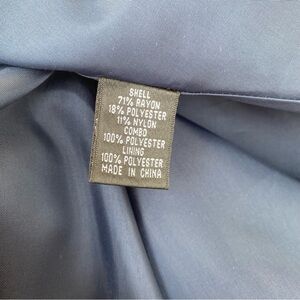 SHELL
71% RAYON
18% POLYESTER
11% NYLON
COMBO
100% POLYESTER
LINING
100% POLYESTER
MADE IN CHINA